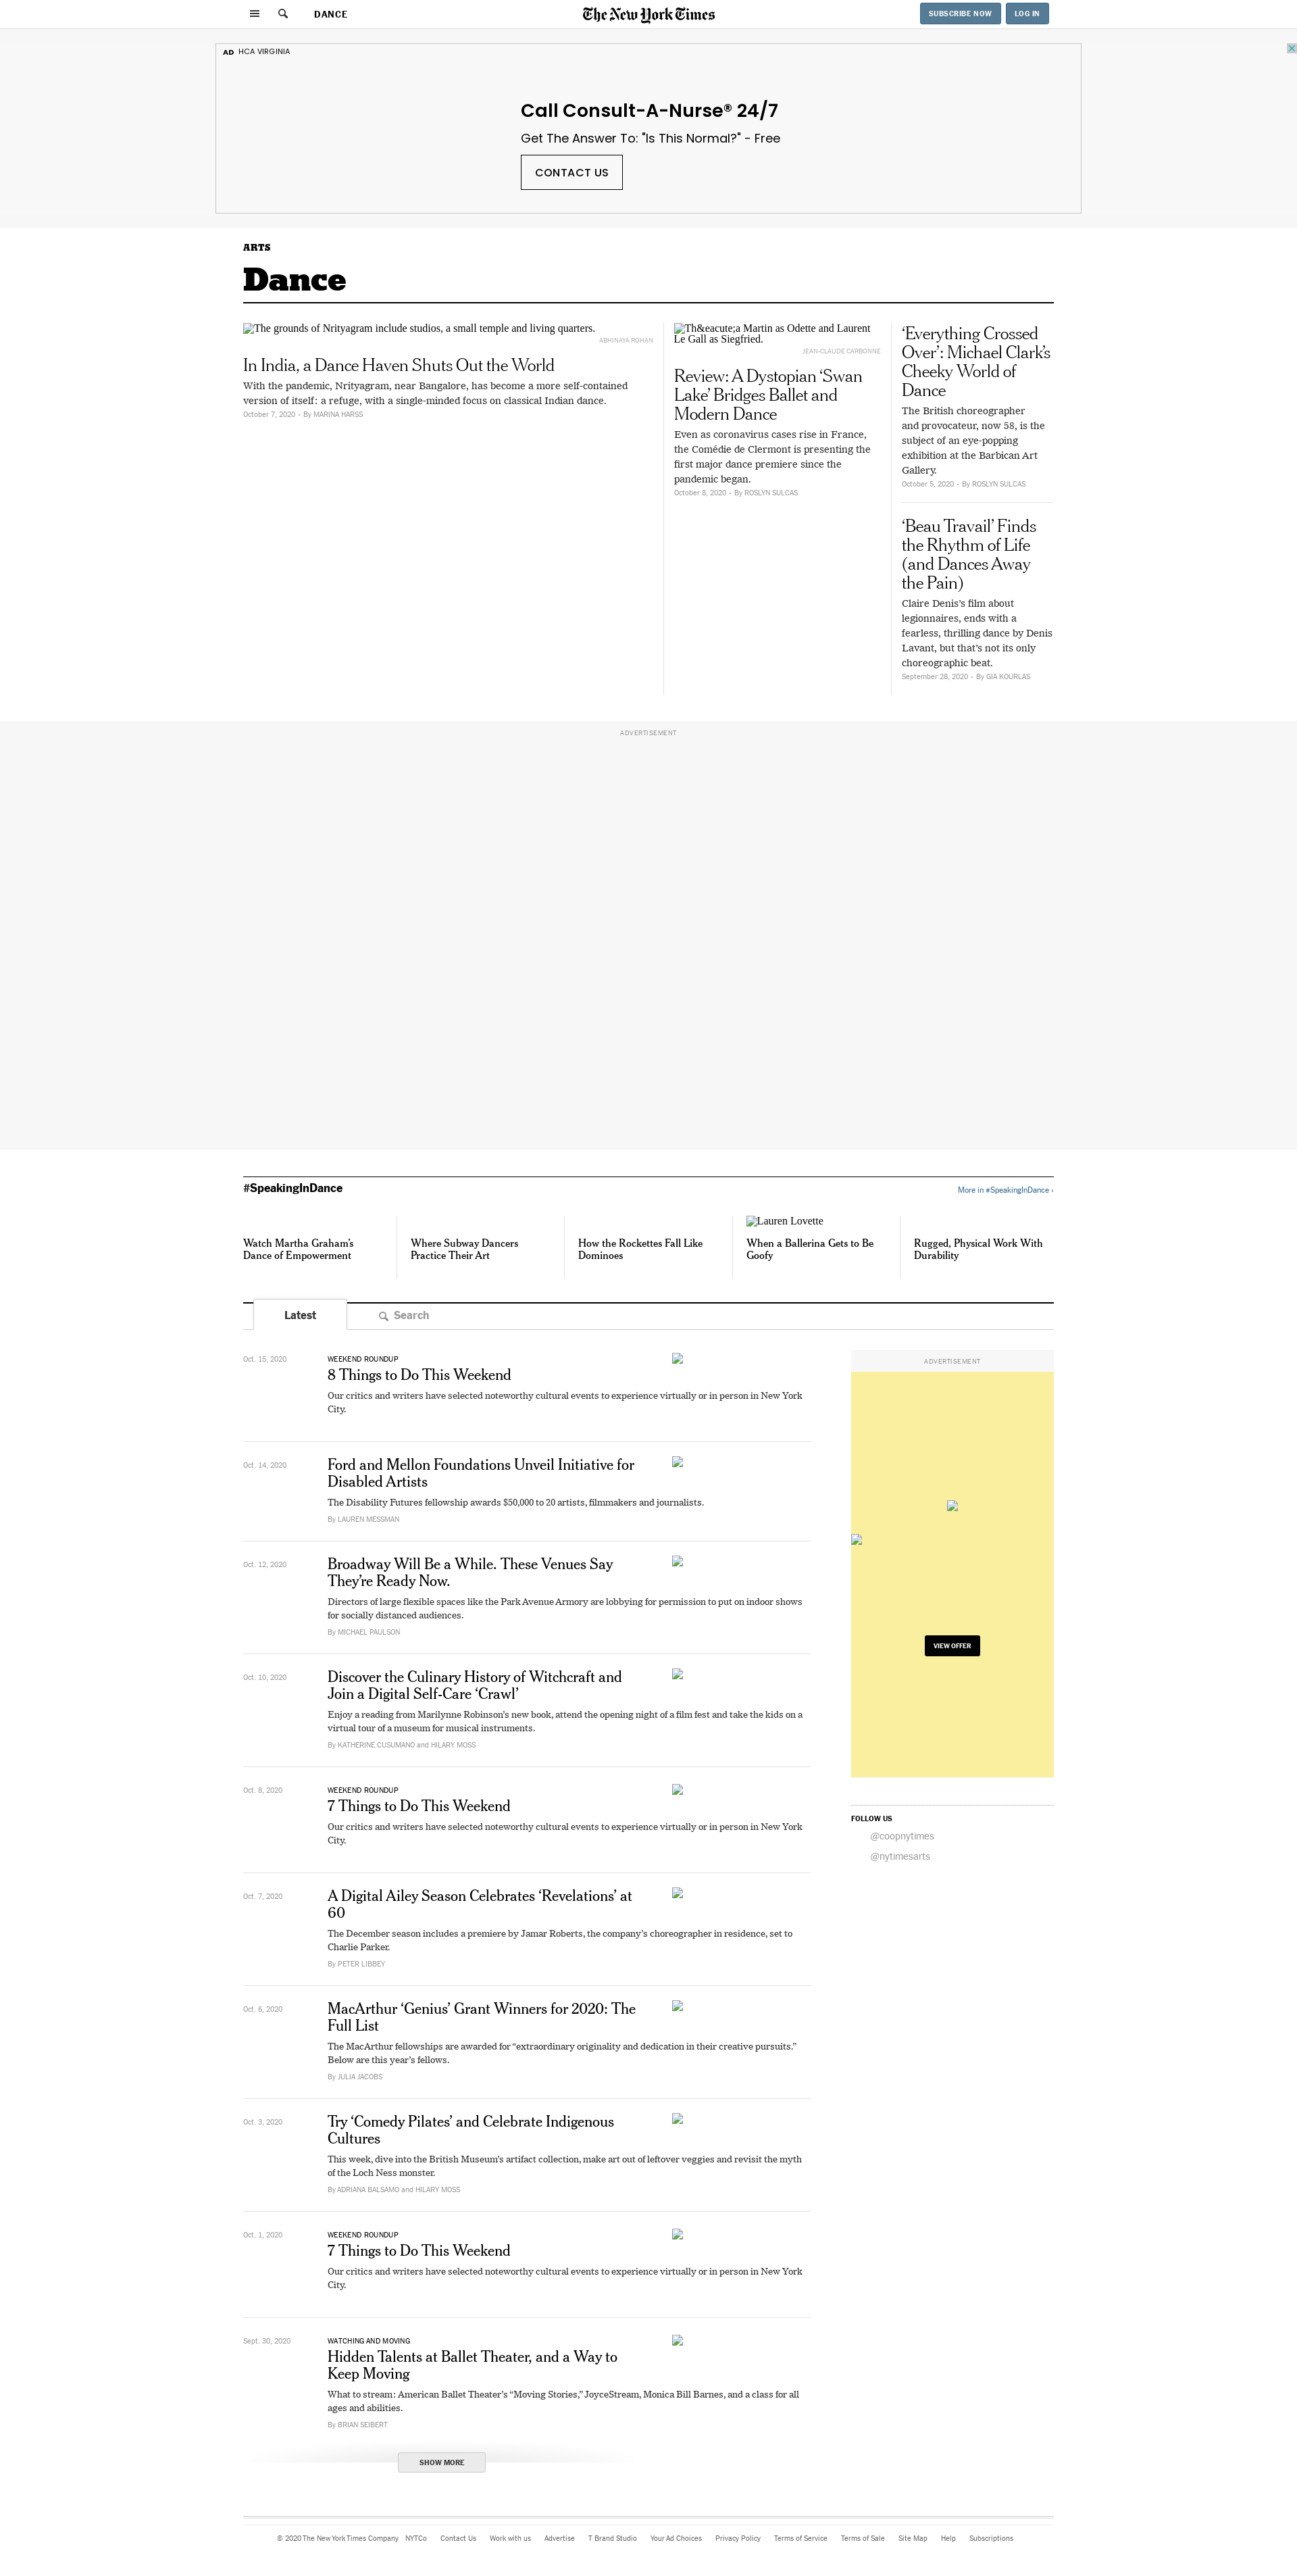 DANCE
The New York Times
SUBSCRIBE NOW
LOG IN
AD HCA VIRGINIA
Call Consult-A-Nurse® 24/7
Get The Answer To: "Is This Normal?" - Free
CONTACT US
ARTS
Dance
The grounds of Nrityagram include studios, a small temple and living quarters.
ABHINAVA ROHAN
In India, a Dance Haven Shuts Out the World
With the pandemic, Nrityagram, near Bangalore, has become a more self-contained
version of itself: a refuge, with a single-minded focus on classical Indian dance.
October 7, 2020 - By MARINA HARSS
Th&eacute;a Martin as Odette and Laurent
Le Gall as Siegfried.
JEAN-CLAUDE CARBONNE
Review: A Dystopian ‘Swan
Lake’ Bridges Ballet and
Modern Dance
Even as coronavirus cases rise in France,
the Comédie de Clermont is presenting the
first major dance premiere since the
pandemic began.
October 8, 2020 - By ROSLYN SULCAS
‘Everything Crossed
Over’: Michael Clark’s
Cheeky World of
Dance
The British choreographer
and provocateur, now 58, is the
subject of an eye-popping
exhibition at the Barbican Art
Gallery.
October 5, 2020 - By ROSLYN SULCAS
‘Beau Travail’ Finds
the Rhythm of Life
(and Dances Away
the Pain)
Claire Denis’s film about
legionnaires, ends with a
fearless, thrilling dance by Denis
Lavant, but that’s not its only
choreographic beat.
September 28, 2020 - By GIA KOURLAS
ADVERTISEMENT
#SpeakingInDance
More in #SpeakingInDance ›
Watch Martha Graham’s
Dance of Empowerment
Where Subway Dancers
Practice Their Art
How the Rockettes Fall Like
Dominoes
Lauren Lovette
When a Ballerina Gets to Be
Goofy
Rugged, Physical Work With
Durability
Latest
Search
Oct. 15, 2020
WEEKEND ROUNDUP
8 Things to Do This Weekend
Our critics and writers have selected noteworthy cultural events to experience virtually or in person in New York
City.
Oct. 14, 2020
Ford and Mellon Foundations Unveil Initiative for
Disabled Artists
The Disability Futures fellowship awards $50,000 to 20 artists, filmmakers and journalists.
By LAUREN MESSMAN
Oct. 12, 2020
Broadway Will Be a While. These Venues Say
They’re Ready Now.
Directors of large flexible spaces like the Park Avenue Armory are lobbying for permission to put on indoor shows
for socially distanced audiences.
By MICHAEL PAULSON
Oct. 10, 2020
Discover the Culinary History of Witchcraft and
Join a Digital Self-Care ‘Crawl’
Enjoy a reading from Marilynne Robinson’s new book, attend the opening night of a film fest and take the kids on a
virtual tour of a museum for musical instruments.
By KATHERINE CUSUMANO and HILARY MOSS
Oct. 8, 2020
WEEKEND ROUNDUP
7 Things to Do This Weekend
Our critics and writers have selected noteworthy cultural events to experience virtually or in person in New York
City.
Oct. 7, 2020
A Digital Ailey Season Celebrates ‘Revelations’ at
60
The December season includes a premiere by Jamar Roberts, the company’s choreographer in residence, set to
Charlie Parker.
By PETER LIBBEY
Oct. 6, 2020
MacArthur ‘Genius’ Grant Winners for 2020: The
Full List
The MacArthur fellowships are awarded for “extraordinary originality and dedication in their creative pursuits.”
Below are this year’s fellows.
By JULIA JACOBS
Oct. 3, 2020
Try ‘Comedy Pilates’ and Celebrate Indigenous
Cultures
This week, dive into the British Museum’s artifact collection, make art out of leftover veggies and revisit the myth
of the Loch Ness monster.
By ADRIANA BALSAMO and HILARY MOSS
Oct. 1, 2020
WEEKEND ROUNDUP
7 Things to Do This Weekend
Our critics and writers have selected noteworthy cultural events to experience virtually or in person in New York
City.
Sept. 30, 2020
WATCHING AND MOVING
Hidden Talents at Ballet Theater, and a Way to
Keep Moving
What to stream: American Ballet Theater’s “Moving Stories,” JoyceStream, Monica Bill Barnes, and a class for all
ages and abilities.
By BRIAN SEIBERT
SHOW MORE
ADVERTISEMENT
VIEW OFFER
FOLLOW US
@coopnytimes
@nytimesarts
© 2020 The New York Times Company NYTCo Contact Us Work with us Advertise T Brand Studio Your Ad Choices Privacy Policy Terms of Service Terms of Sale Site Map Help Subscriptions